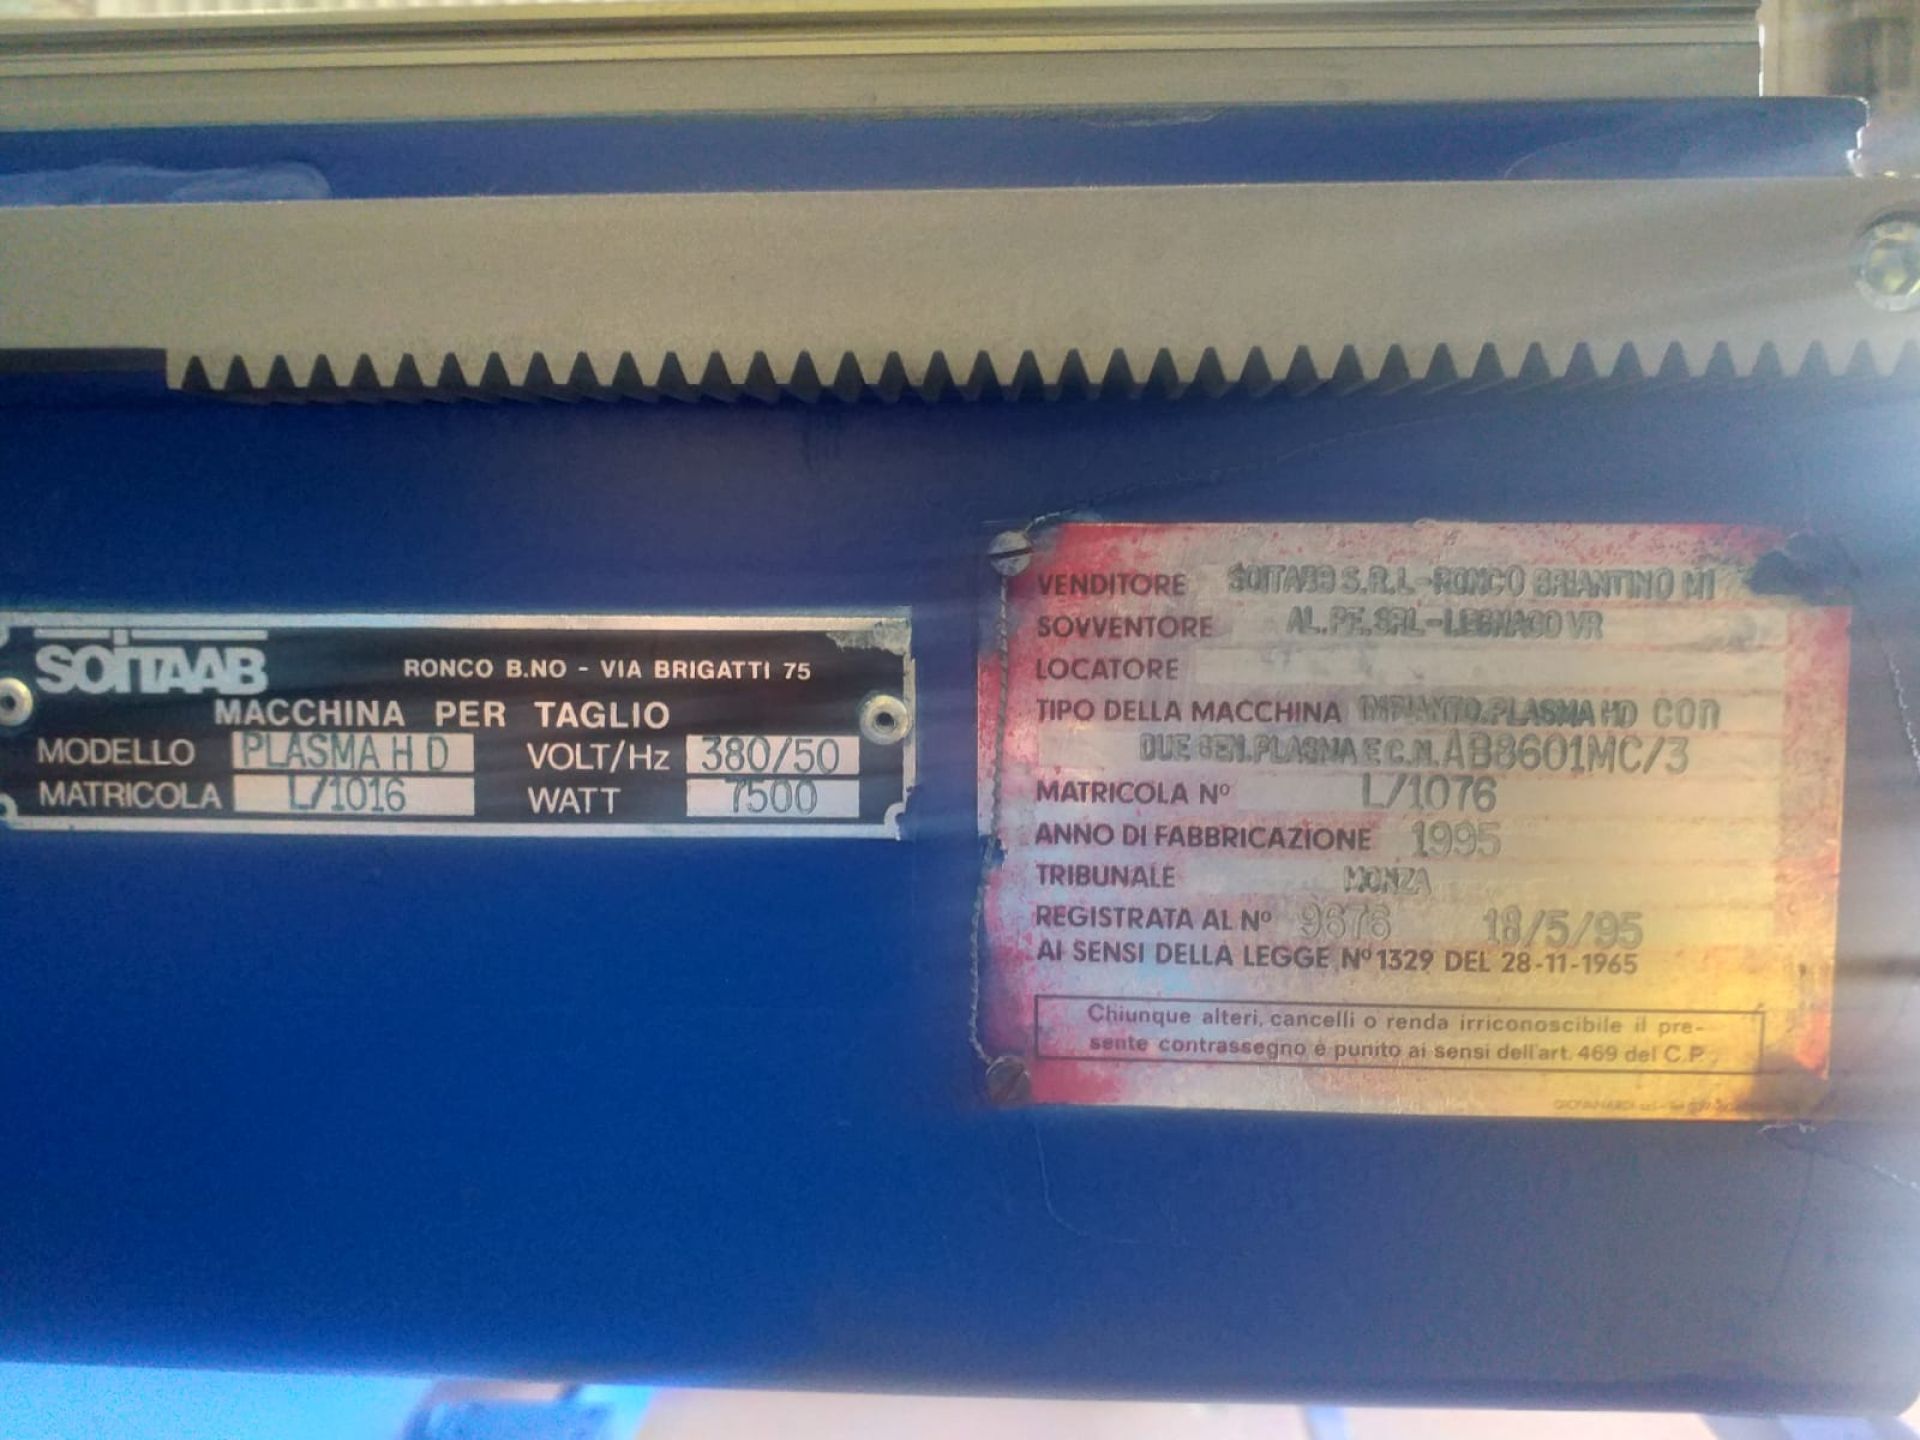 SOITAAB
RONCO B.NO - VIA BRIGATTI 75
MACCHINA PER TAGLIO
MODELLO PLASMA H D VOLT/Hz 380/50
MATRICOLA L/1016 WATT 7500
VENDITORE SOITAAB S.R.L-RONCO BRIANTINO MI
SOVVENTORE AL.PE.SRL-LEGNAGO VR
LOCATORE
TIPO DELLA MACCHINA IMPIANTO.PLASMA HD CON
DUE GEN.PLASMA E C.N.AB8601MC/3
MATRICOLA Nº L/1076
ANNO DI FABBRICAZIONE 1995
TRIBUNALE MONZA
REGISTRATA AL Nº 9676 18/5/95
AI SENSI DELLA LEGGE Nº 1329 DEL 28-11-1965
Chiunque alteri, cancelli o renda irriconoscibile il pre-
sente contrassegno è punito ai sensi dell'art. 469 del C.P.